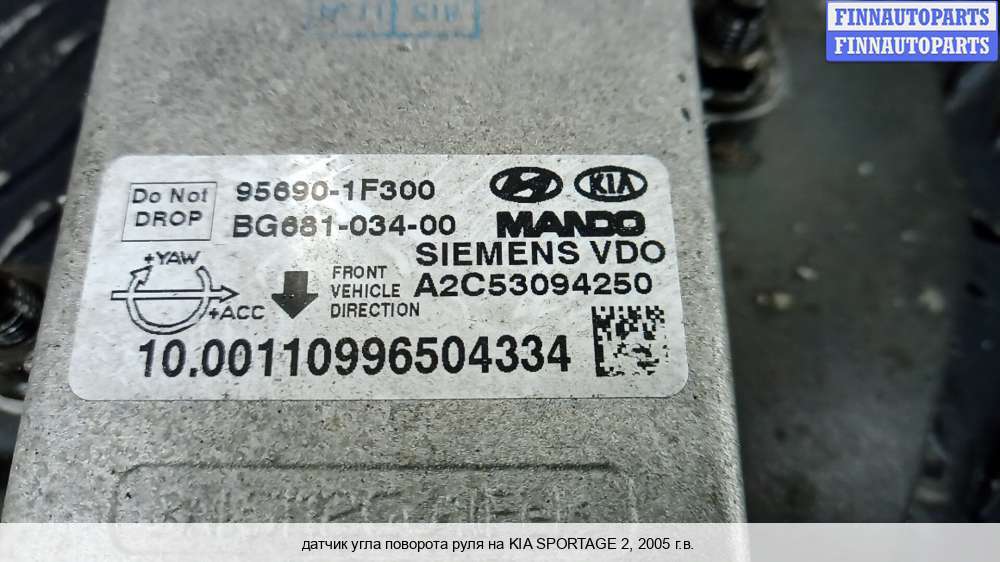 FINNAUTOPARTS
FINNAUTOPARTS
Do Not
DROP
95690-1F300
BG681-034-00
KIA
MANDO
SIEMENS VDO
A2C53094250
+YAW
+ACC
FRONT
VEHICLE
DIRECTION
10.00110996504334
датчик угла поворота руля на KIA SPORTAGE 2, 2005 г.в.